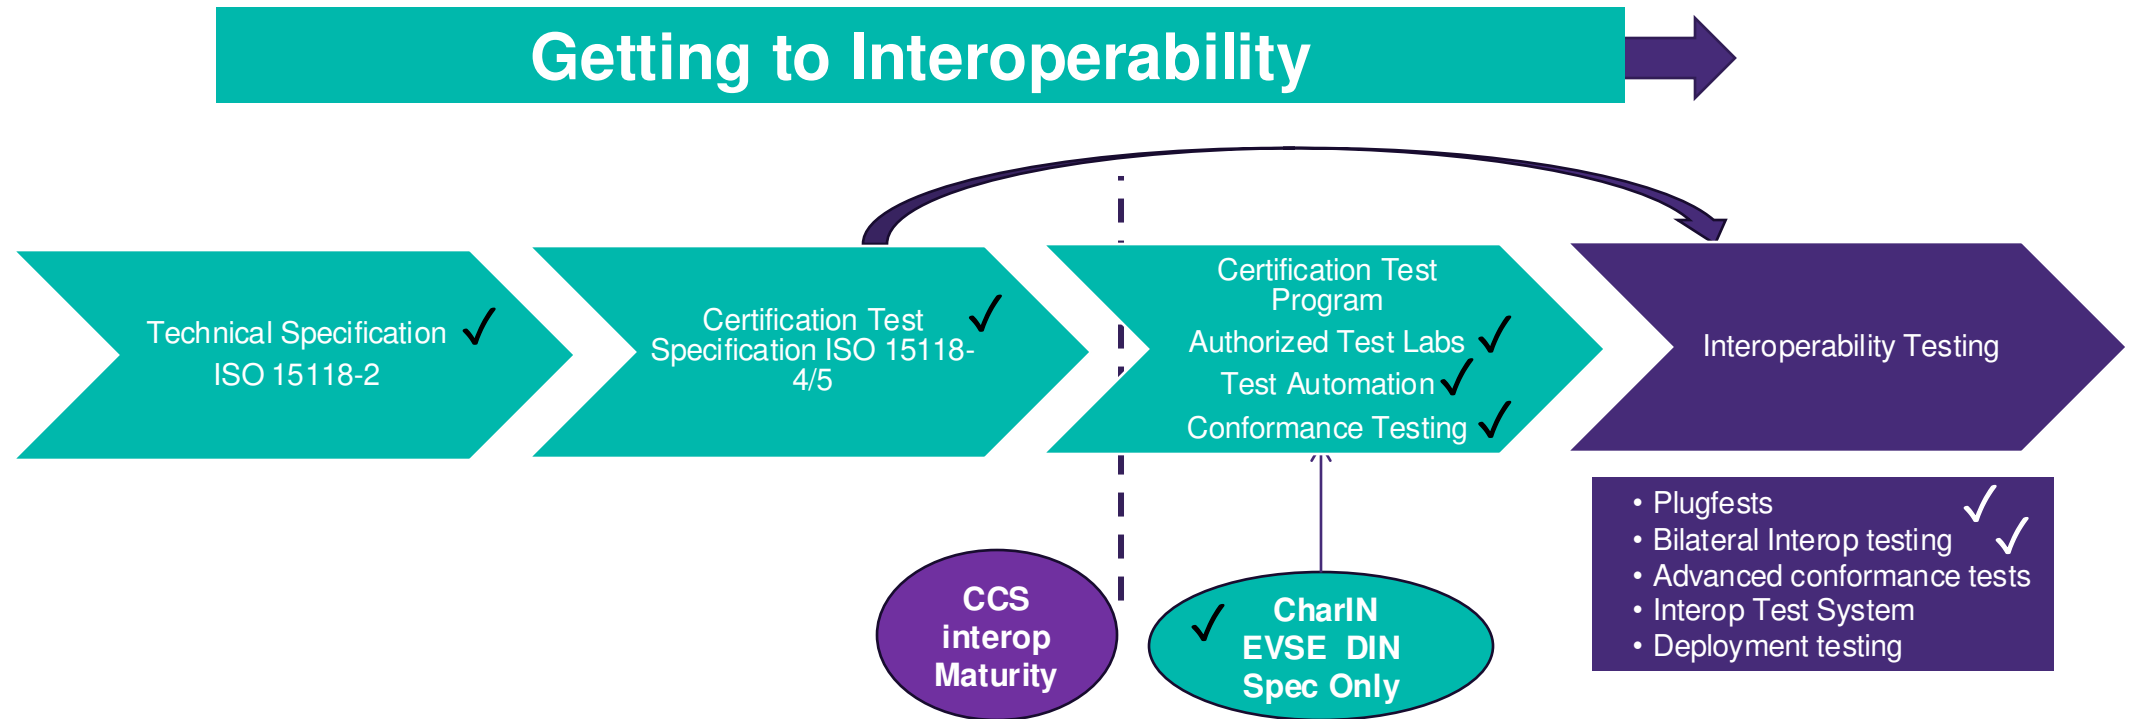 Getting to Interoperability
Technical Specification ✓
ISO 15118-2
Certification Test ✓
Specification ISO 15118-
4/5
Certification Test
Program
Authorized Test Labs ✓
Test Automation ✓
Conformance Testing ✓
Interoperability Testing
• Plugfests ✓
• Bilateral Interop testing ✓
• Advanced conformance tests
• Interop Test System
• Deployment testing
CCS
interop
Maturity
✓ CharIN
EVSE DIN
Spec Only